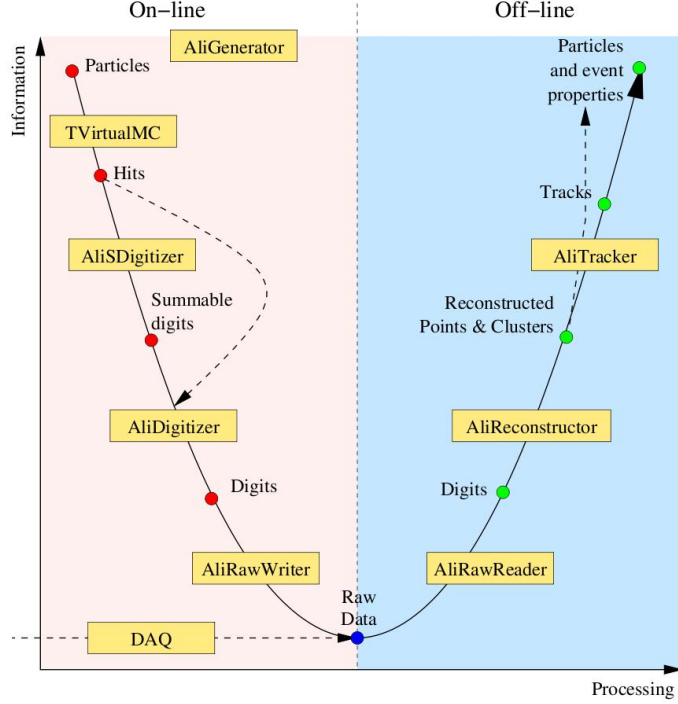 On-line
Off-line
AliGenerator
Particles
Particles
and event
properties
Information
TVirtualMC
Hits
Tracks
AliSDigitizer
AliTracker
Summable
digits
Reconstructed
Points & Clusters
AliDigitizer
AliReconstructor
Digits
Digits
AliRawWriter
AliRawReader
Raw
Data
DAQ
Processing